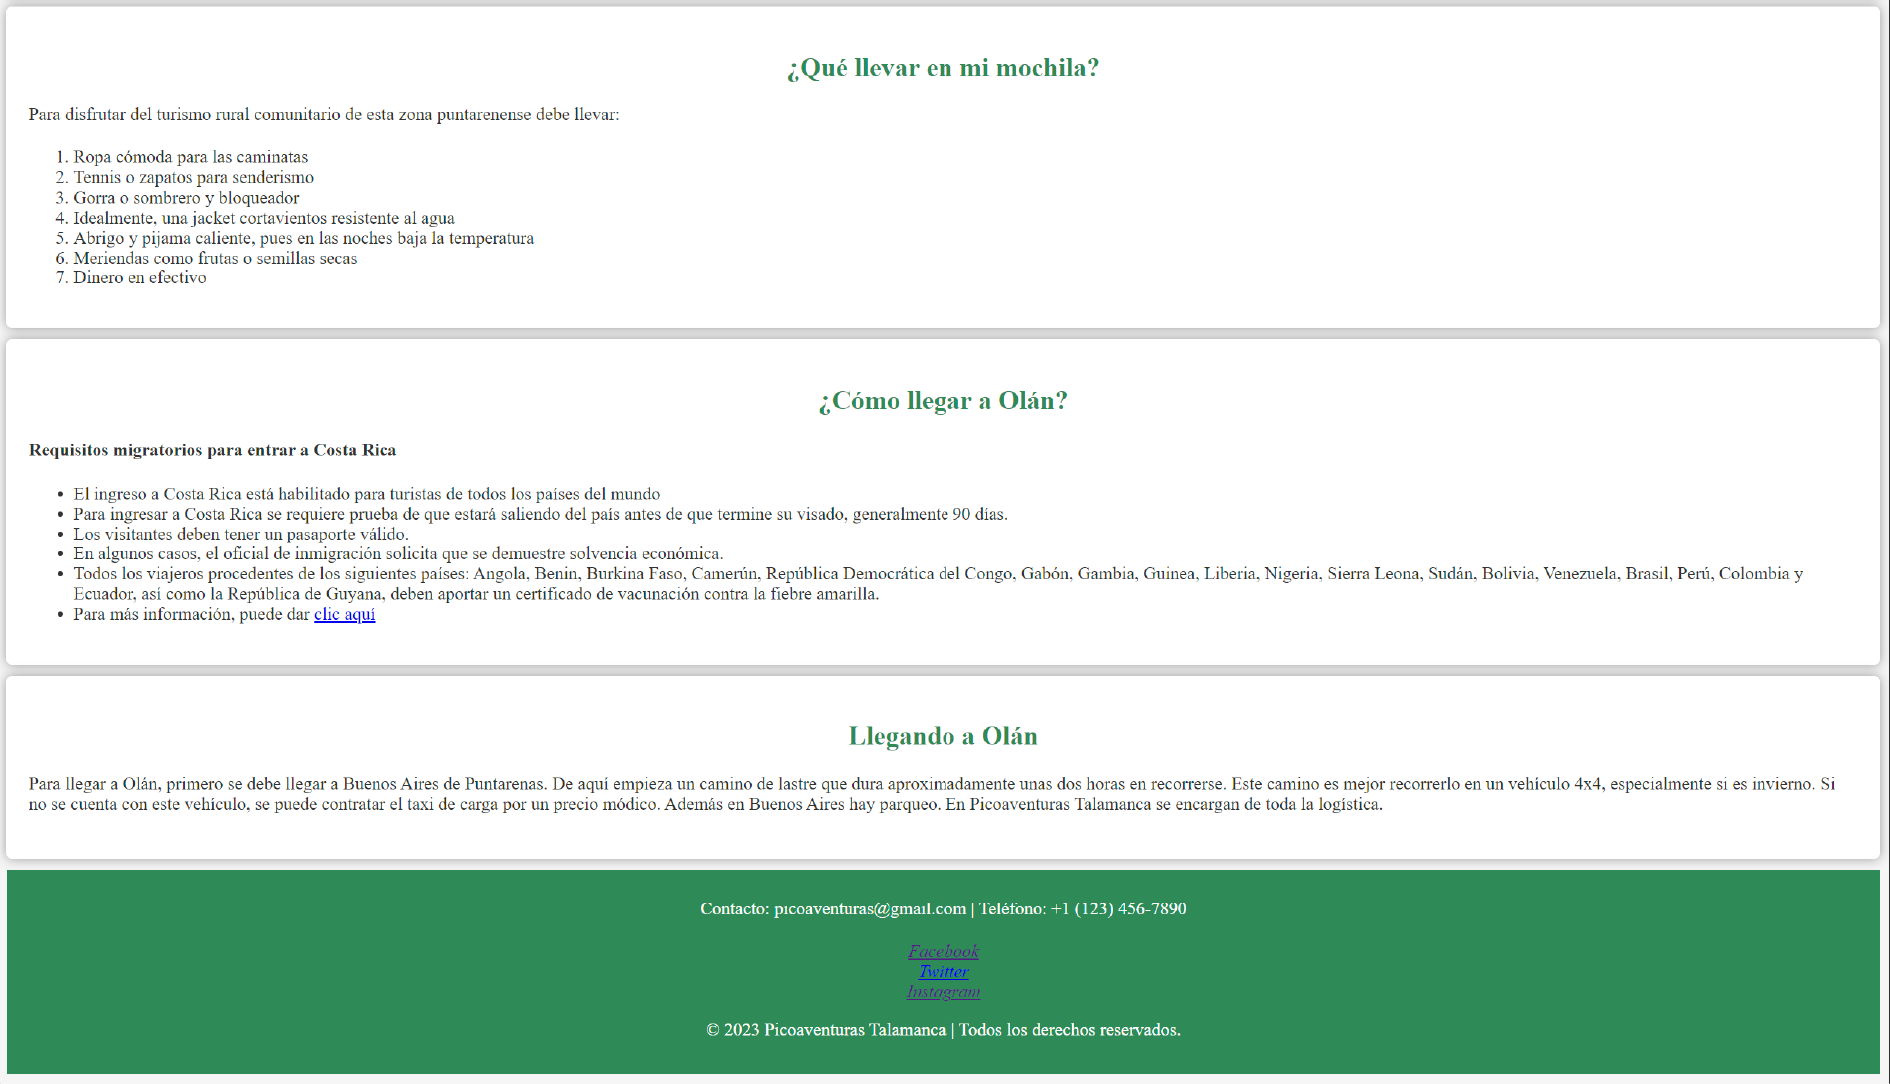 ¿Qué llevar en mi mochila?
Para disfrutar del turismo rural comunitario de esta zona puntarenense debe llevar:
1. Ropa cómoda para las caminatas
2. Tennis o zapatos para senderismo
3. Gorra o sombrero y bloqueador
4. Idealmente, una jacket cortavientos resistente al agua
5. Abrigo y pijama caliente, pues en las noches baja la temperatura
6. Meriendas como frutas o semillas secas
7. Dinero en efectivo
¿Cómo llegar a Olán?
Requisitos migratorios para entrar a Costa Rica
• El ingreso a Costa Rica está habilitado para turistas de todos los países del mundo
• Para ingresar a Costa Rica se requiere prueba de que estará saliendo del país antes de que termine su visado, generalmente 90 días.
• Los visitantes deben tener un pasaporte válido.
• En algunos casos, el oficial de inmigración solicita que se demuestre solvencia económica.
• Todos los viajeros procedentes de los siguientes países: Angola, Benin, Burkina Faso, Camerún, República Democrática del Congo, Gabón, Gambia, Guinea, Liberia, Nigeria, Sierra Leona, Sudán, Bolivia, Venezuela, Brasil, Perú, Colombia y
Ecuador, así como la República de Guyana, deben aportar un certificado de vacunación contra la fiebre amarilla.
• Para más información, puede dar clic aquí
Llegando a Olán
Para llegar a Olán, primero se debe llegar a Buenos Aires de Puntarenas. De aquí empieza un camino de lastre que dura aproximadamente unas dos horas en recorrerse. Este camino es mejor recorrerlo en un vehículo 4x4, especialmente si es invierno. Si
no se cuenta con este vehículo, se puede contratar el taxi de carga por un precio módico. Además en Buenos Aires hay parqueo. En Picoaventuras Talamanca se encargan de toda la logística.
Contacto: picoaventuras@gmail.com | Teléfono: +1 (123) 456-7890
Facebook
Twitter
Instagram
© 2023 Picoaventuras Talamanca | Todos los derechos reservados.